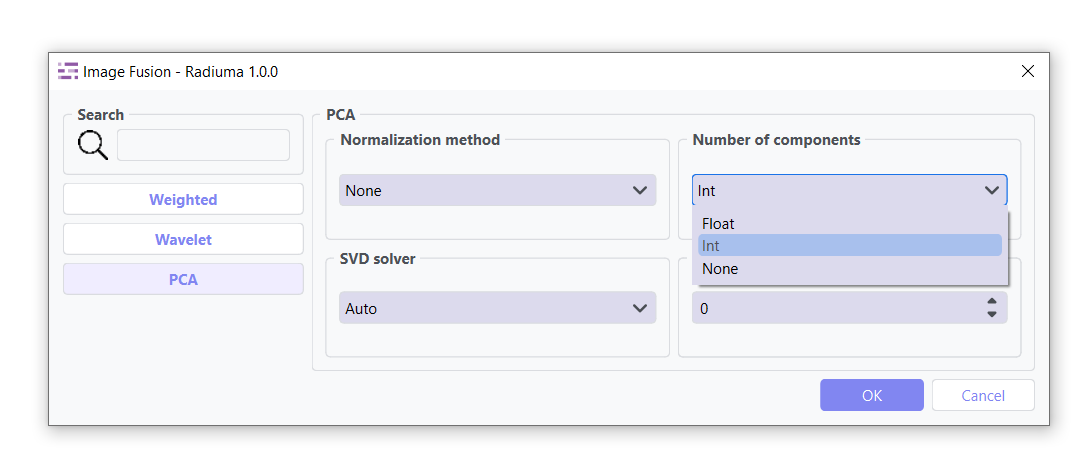 Image Fusion - Radiuma 1.0.0
Search
Weighted
Wavelet
PCA
PCA
Normalization method
None
Number of components
Int
Float
Int
None
SVD solver
Auto
0
OK
Cancel